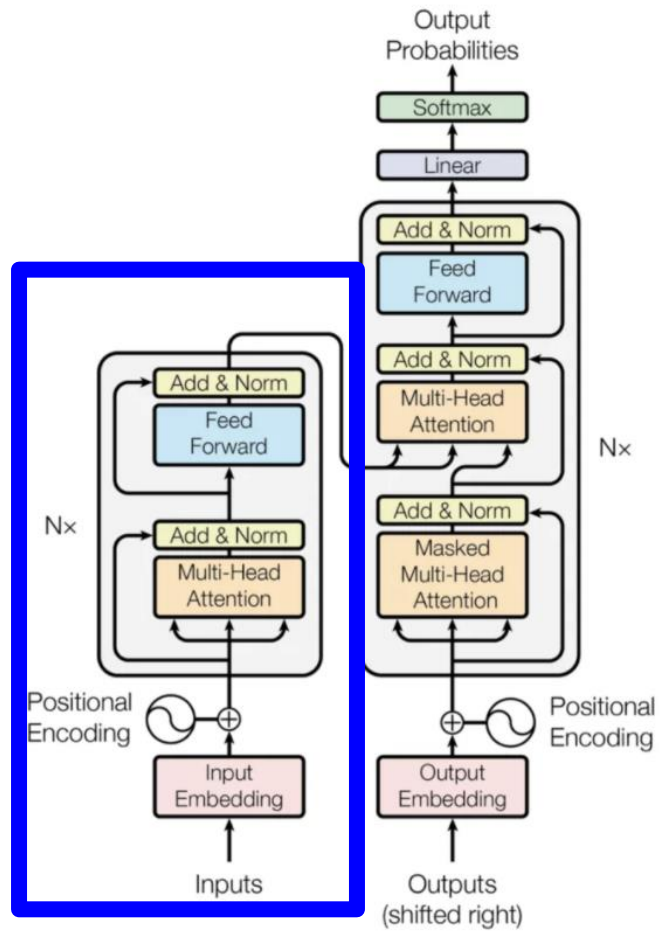 Output
Probabilities
Softmax
Linear
Add & Norm
Feed
Forward
Add & Norm
Multi-Head
Attention
Nx
Add & Norm
Masked
Multi-Head
Attention
Add & Norm
Feed
Forward
Nx
Add & Norm
Multi-Head
Attention
Positional
Encoding
Input
Embedding
Inputs
Positional
Encoding
Output
Embedding
Outputs
(shifted right)